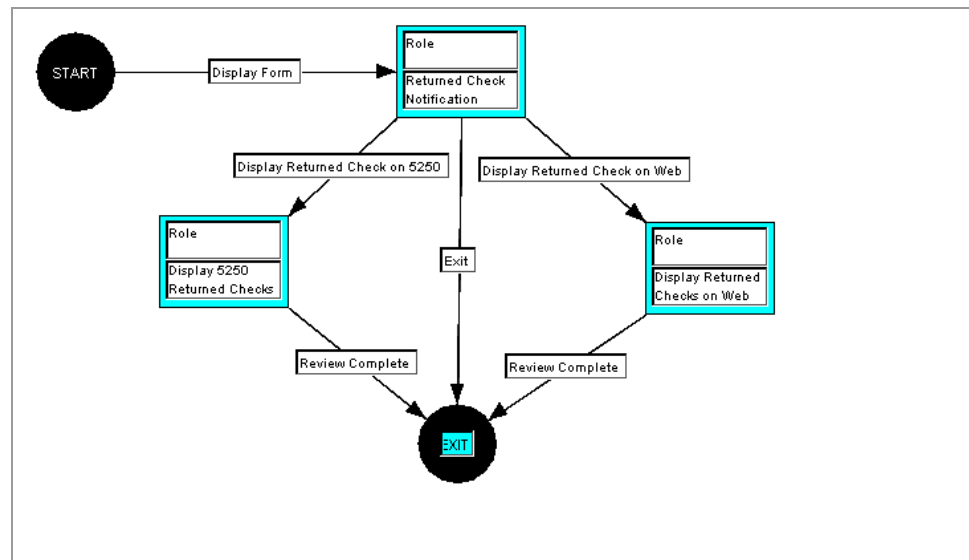 START
Display Form
Role
Returned Check
Notification
Display Returned Check on 5250
Display Returned Check on Web
Role
Display 5250
Returned Checks
Exit
Role
Display Returned
Checks on Web
Review Complete
Review Complete
EXIT